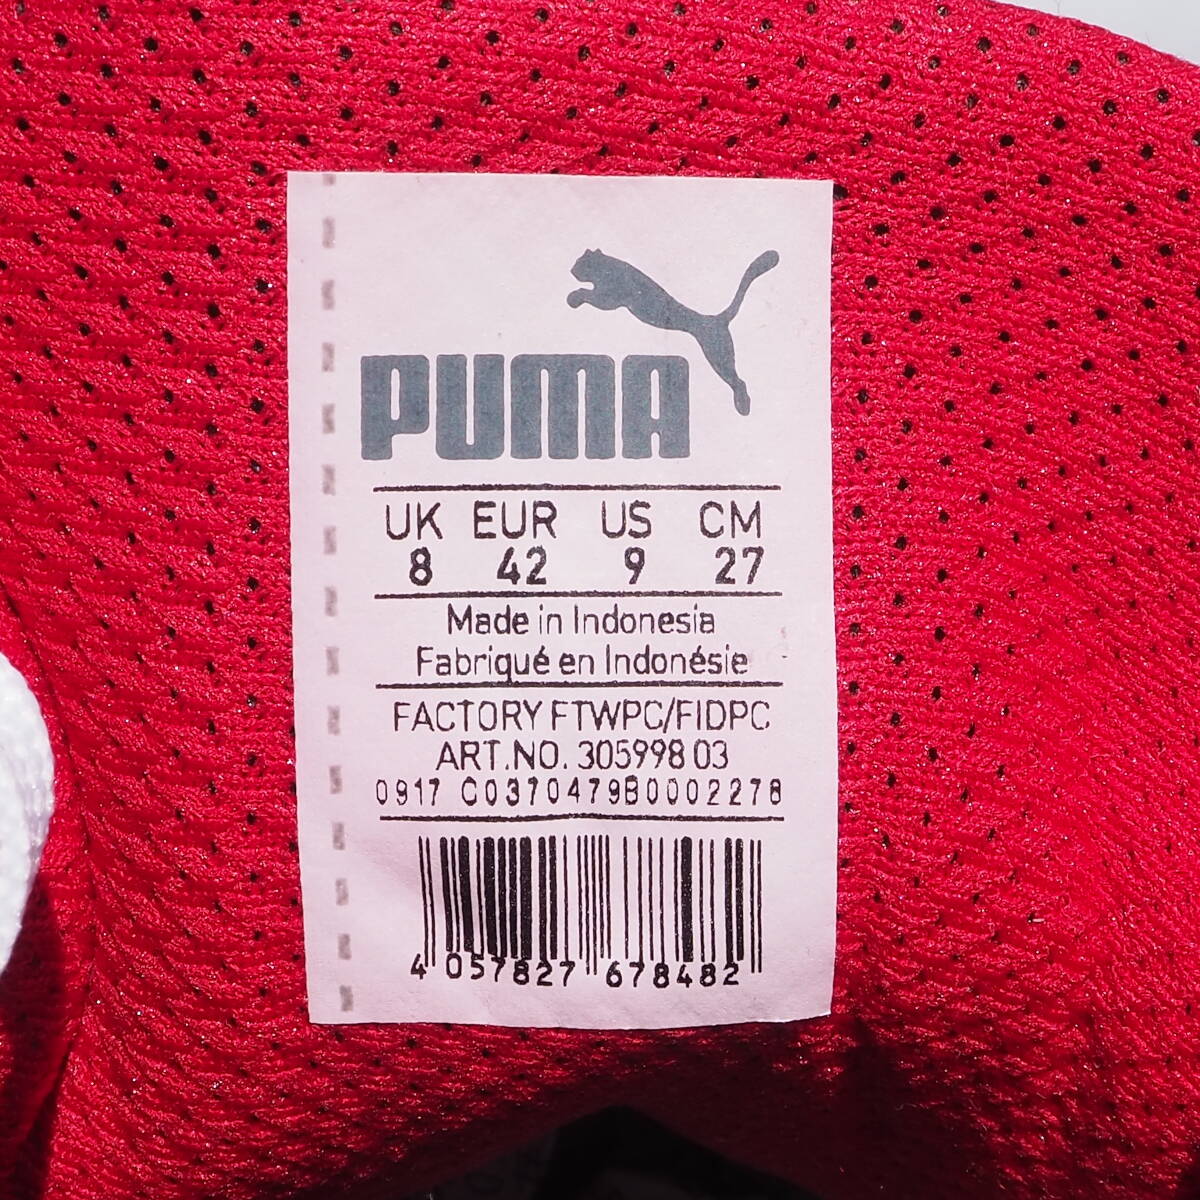 PUMA
UK EUR US CM
8 42 9 27
Made in Indonesia
Fabriqué en Indonésie
FACTORY FTWPC/FIDPC
ART.NO. 305998 03
0917 C0370479B0002278
4 057827 678482